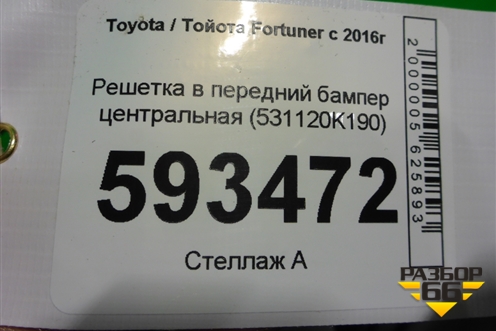 Toyota / Тойота Fortuner с 2016г
Решетка в передний бампер
центральная (531120K190)
593472
Стеллаж А
2000005625893
РАЗБОР
66